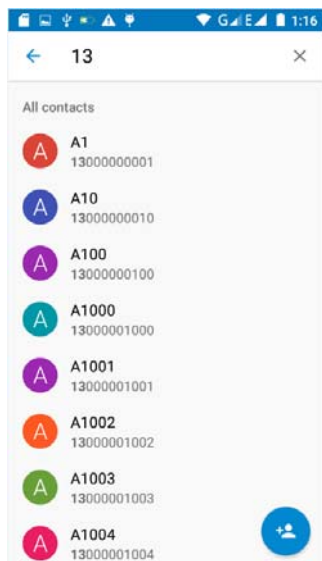 G E 1:16
13
All contacts
A A1
13000000001
A A10
13000000010
A A100
13000000100
A A1000
13000001000
A A1001
13000001001
A A1002
13000001002
A A1003
13000001003
A A1004
13000001004